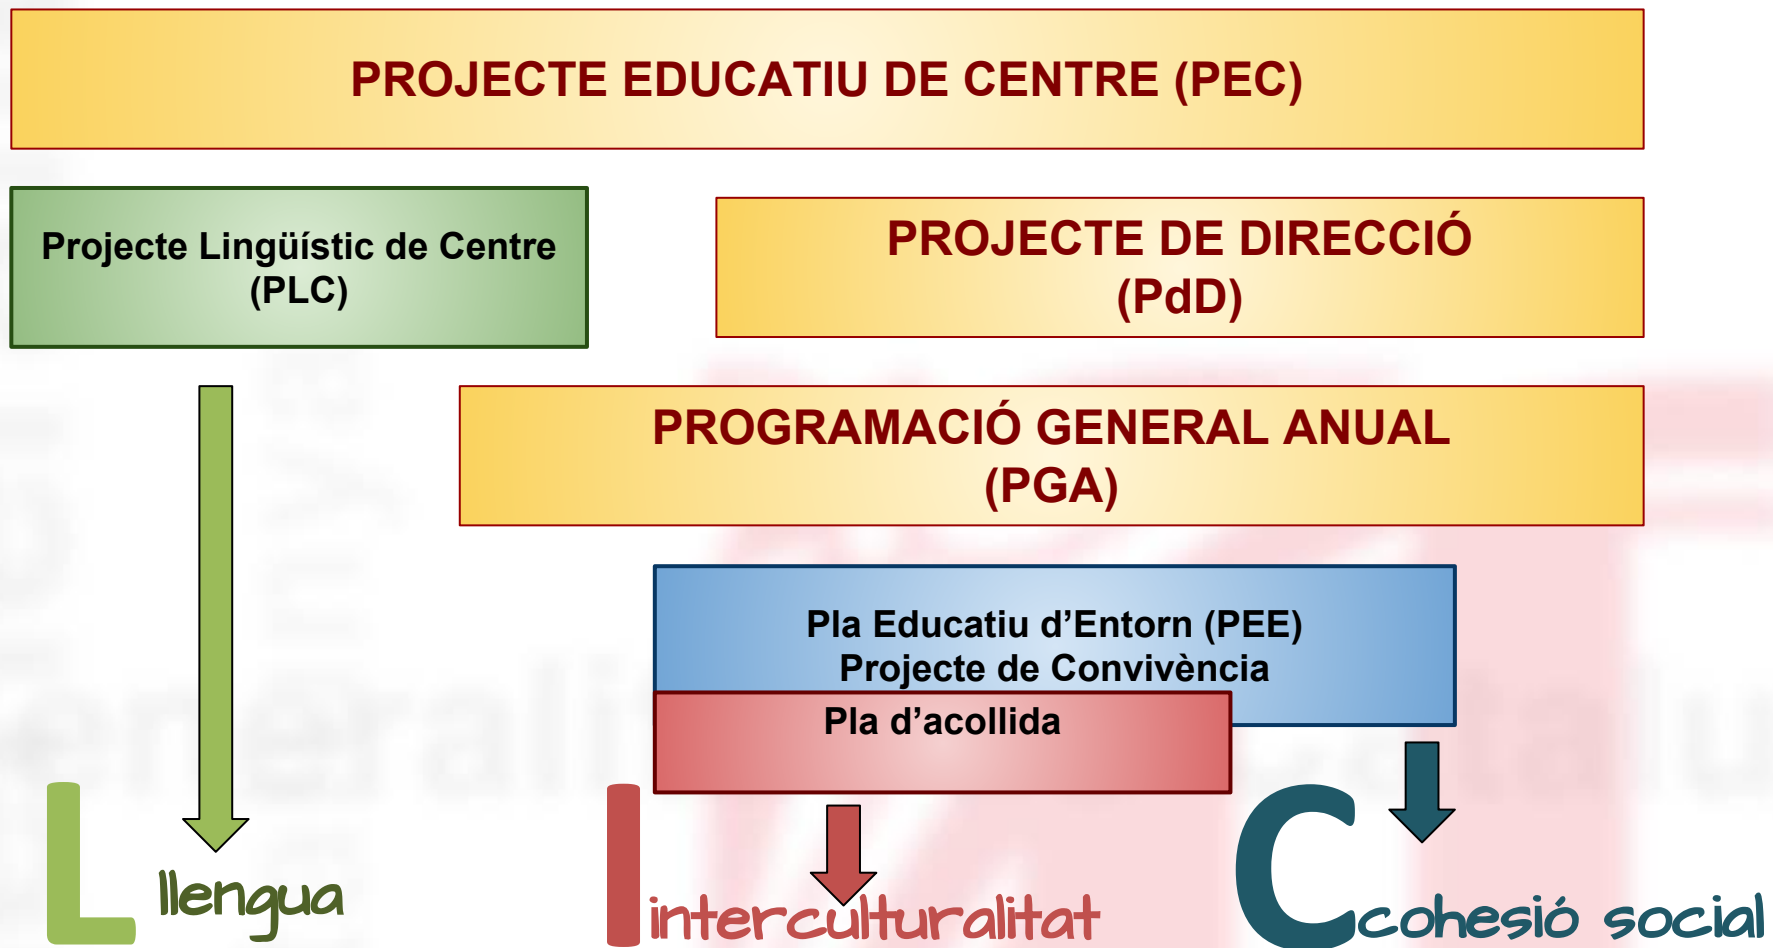 PROJECTE EDUCATIU DE CENTRE (PEC)
Projecte Lingüístic de Centre
(PLC)
PROJECTE DE DIRECCIÓ
(PdD)
PROGRAMACIÓ GENERAL ANUAL
(PGA)
Pla Educatiu d’Entorn (PEE)
Projecte de Convivència
Pla d’acollida
L llengua
I interculturalitat
C cohesió social